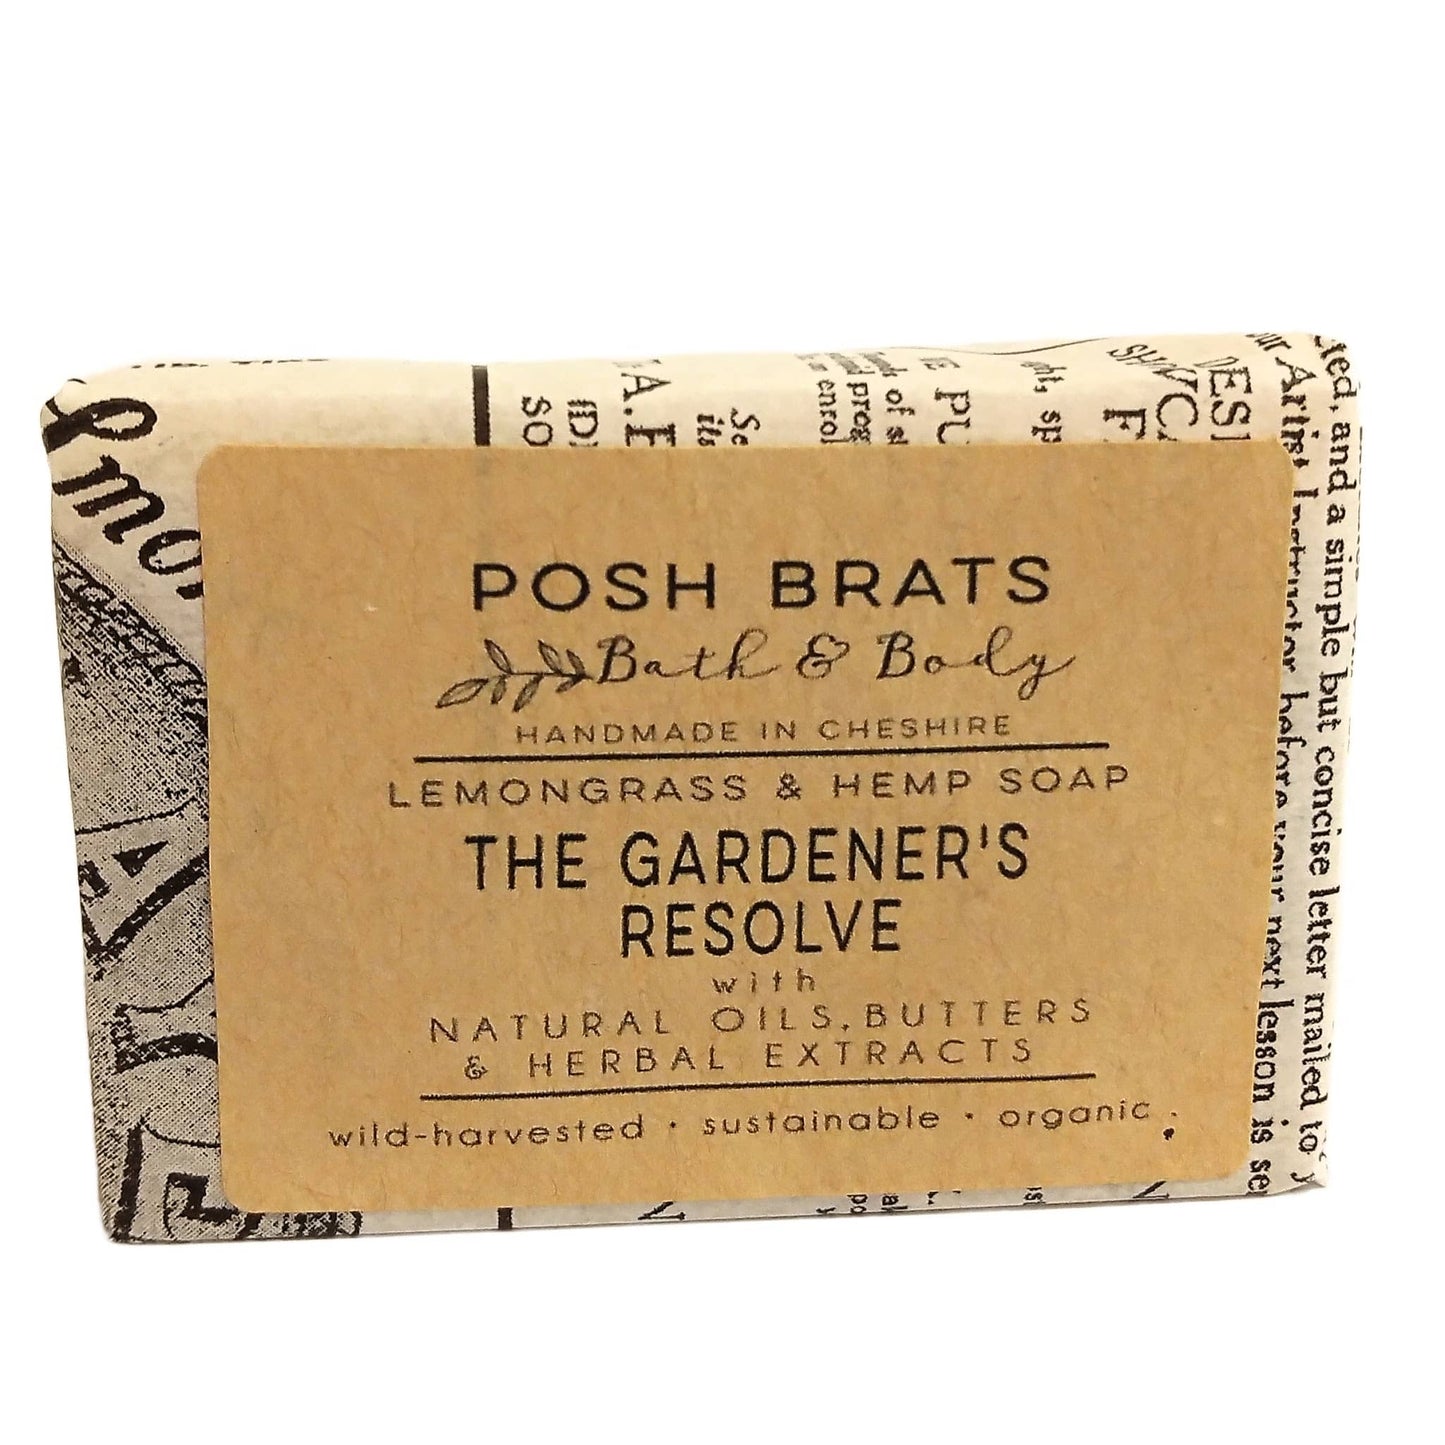 POSH BRATS
Bath & Body
HANDMADE IN CHESHIRE
LEMONGRASS & HEMP SOAP
THE GARDENER'S
RESOLVE
with
NATURAL OILS, BUTTERS
& HERBAL EXTRACTS
wild-harvested · sustainable · organic
and a simple but concise letter mailed to
before your next lesson is